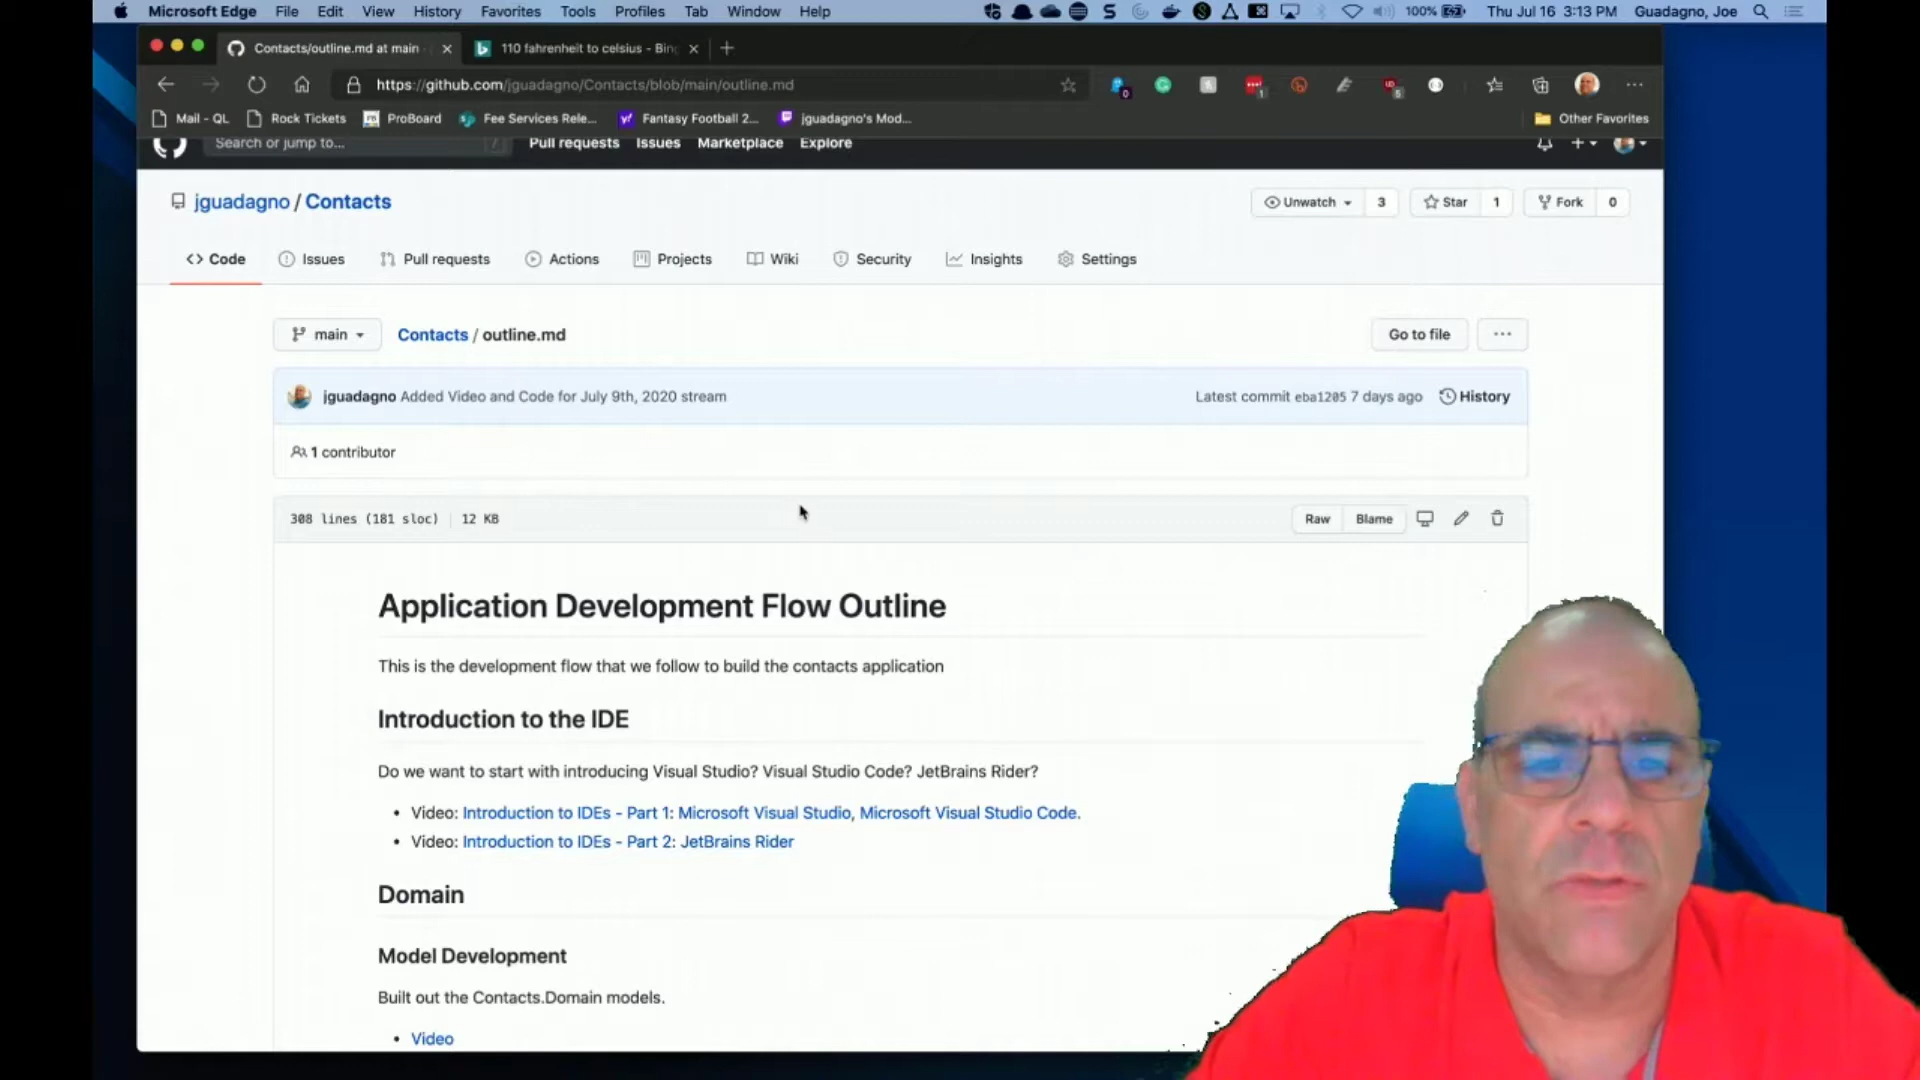 Microsoft Edge File Edit View History Favorites Tools Profiles Tab Window Help 100% Thu Jul 16 3:13 PM Guadagno, Joe
Contacts/outline.md at main 110 fahrenheit to celsius - Bing
https://github.com/jguadagno/Contacts/blob/main/outline.md
Mail - QL Rock Tickets ProBoard Fee Services Rele... Fantasy Football 2... jguadagno's Mod... Other Favorites
Search or jump to... / Pull requests Issues Marketplace Explore
jguadagno / Contacts Unwatch 3 Star 1 Fork 0
Code Issues Pull requests Actions Projects Wiki Security Insights Settings
main Contacts / outline.md Go to file ...
jguadagno Added Video and Code for July 9th, 2020 stream Latest commit eba1205 7 days ago History
1 contributor
308 lines (181 sloc) 12 KB Raw Blame
Application Development Flow Outline
This is the development flow that we follow to build the contacts application
Introduction to the IDE
Do we want to start with introducing Visual Studio? Visual Studio Code? JetBrains Rider?
• Video: Introduction to IDEs - Part 1: Microsoft Visual Studio, Microsoft Visual Studio Code.
• Video: Introduction to IDEs - Part 2: JetBrains Rider
Domain
Model Development
Built out the Contacts.Domain models.
• Video